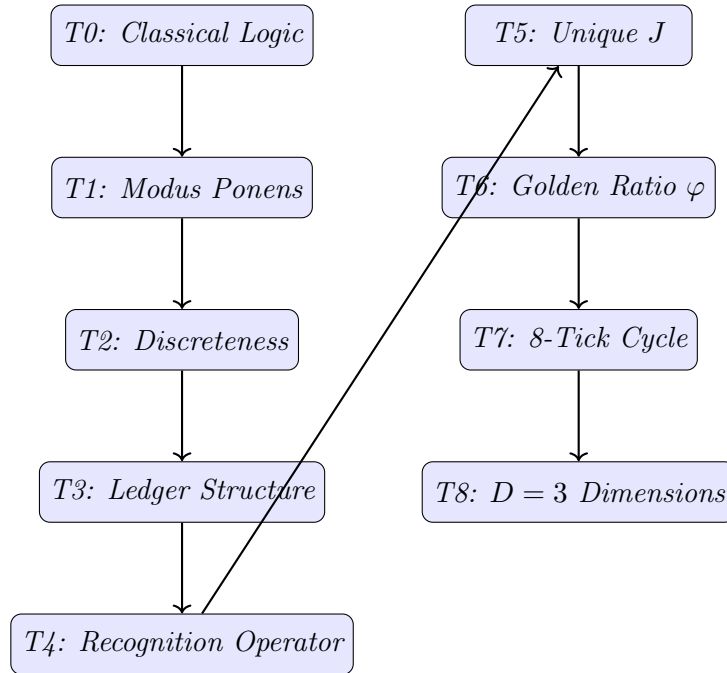 T0: Classical Logic
T1: Modus Ponens
T2: Discreteness
T3: Ledger Structure
T4: Recognition Operator
T5: Unique J
T6: Golden Ratio φ
T7: 8-Tick Cycle
T8: D = 3 Dimensions